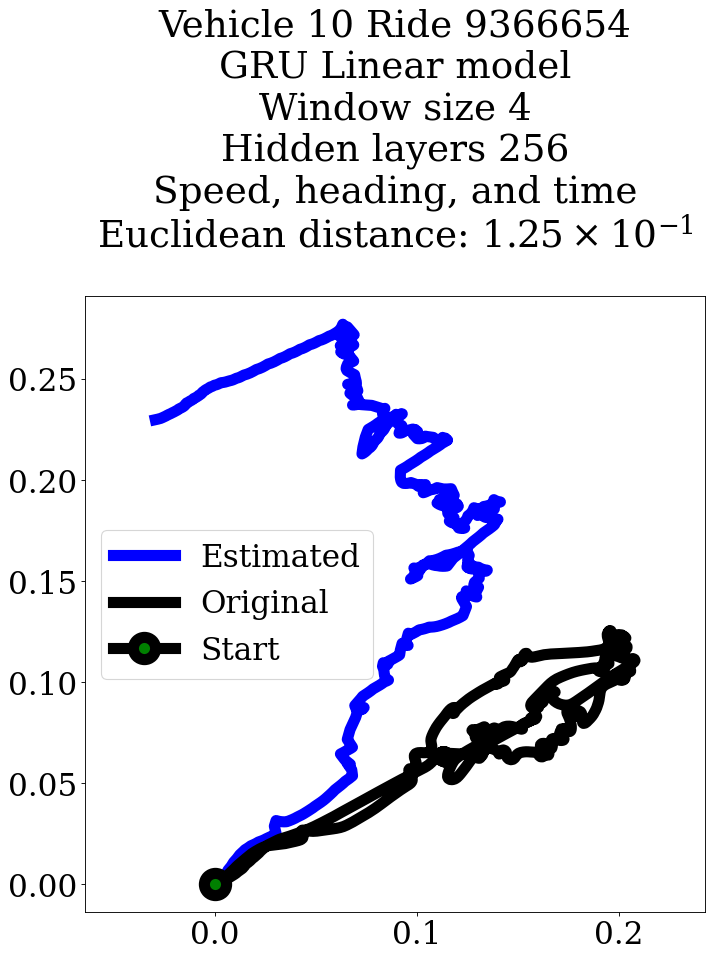 Vehicle 10 Ride 9366654
GRU Linear model
Window size 4
Hidden layers 256
Speed, heading, and time
Euclidean distance: 1.25 × 10⁻¹
0.25
0.20
0.15
0.10
0.05
0.00
Estimated
Original
Start
0.0 0.1 0.2